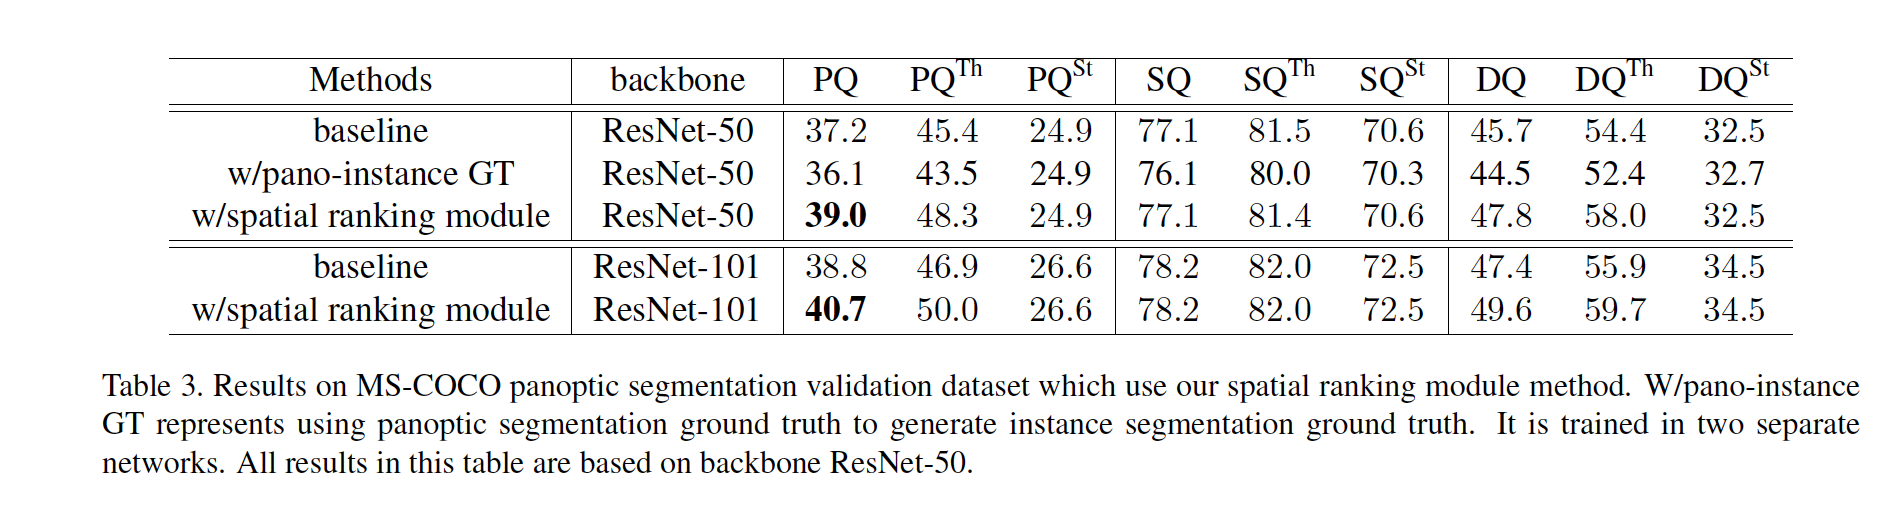 Methods backbone PQ PQ^Th PQ^St SQ SQ^Th SQ^St DQ DQ^Th DQ^St
baseline ResNet-50 37.2 45.4 24.9 77.1 81.5 70.6 45.7 54.4 32.5
w/pano-instance GT ResNet-50 36.1 43.5 24.9 76.1 80.0 70.3 44.5 52.4 32.7
w/spatial ranking module ResNet-50 39.0 48.3 24.9 77.1 81.4 70.6 47.8 58.0 32.5
baseline ResNet-101 38.8 46.9 26.6 78.2 82.0 72.5 47.4 55.9 34.5
w/spatial ranking module ResNet-101 40.7 50.0 26.6 78.2 82.0 72.5 49.6 59.7 34.5
Table 3. Results on MS-COCO panoptic segmentation validation dataset which use our spatial ranking module method. W/pano-instance
GT represents using panoptic segmentation ground truth to generate instance segmentation ground truth. It is trained in two separate
networks. All results in this table are based on backbone ResNet-50.